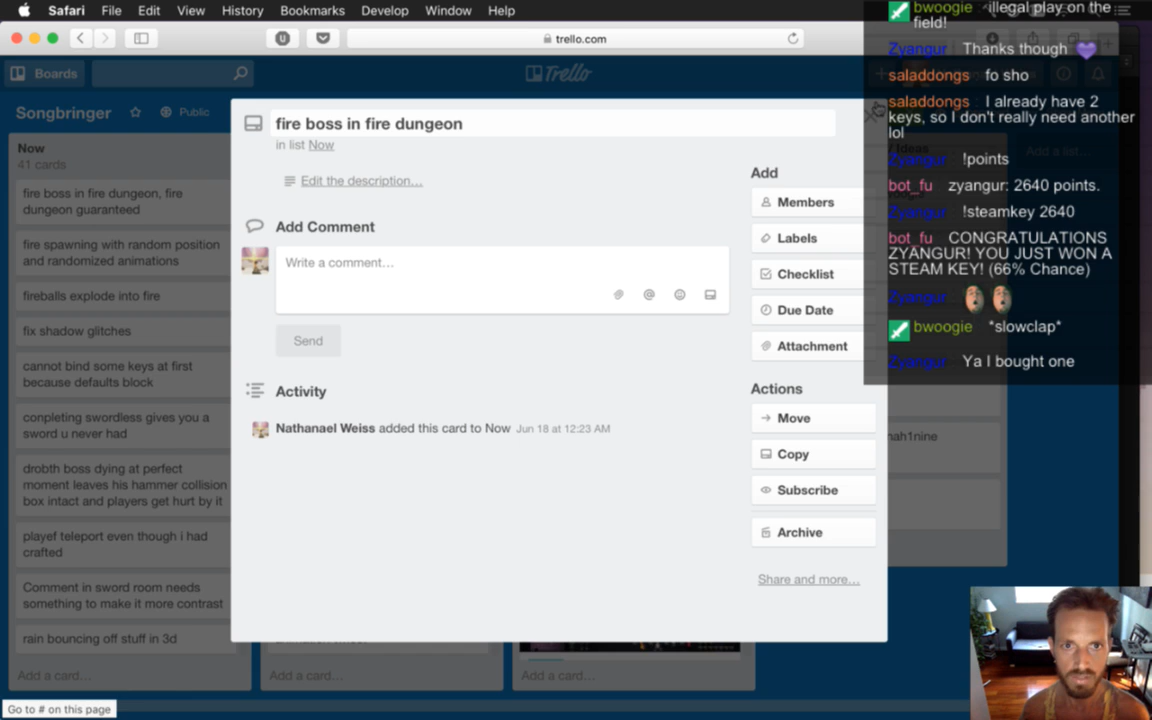 Safari File Edit View History Bookmarks Develop Window Help
trello.com
Boards
Trello
Songbringer
Public
Now
41 cards
fire boss in fire dungeon, fire
dungeon guaranteed
fire spawning with random position
and randomized animations
fireballs explode into fire
fix shadow glitches
cannot bind some keys at first
because defaults block
conpleting swordless gives you a
sword u never had
drobth boss dying at perfect
moment leaves his hammer collision
box intact and players get hurt by it
playef teleport even though i had
crafted
Comment in sword room needs
something to make it more contrast
rain bouncing off stuff in 3d
Add a card…
Add a card…
Add a card…
Go to # on this page
fire boss in fire dungeon
in list Now
Edit the description…
Add Comment
Write a comment…
Send
Activity
Nathanael Weiss added this card to Now Jun 18 at 12:23 AM
Add
Members
Labels
Checklist
Due Date
Attachment
Actions
Move
Copy
Subscribe
Archive
Share and more…
Ideas
Add a list…
nah1nine
bwoogie illegal play on the
field!
Zyangur Thanks though
saladdongs fo sho
saladdongs I already have 2
keys, so I don't really need another
lol
Zyangur !points
bot_fu zyangur: 2640 points.
Zyangur !steamkey 2640
bot_fu CONGRATULATIONS
ZYANGUR! YOU JUST WON A
STEAM KEY! (66% Chance)
Zyangur
bwoogie *slowclap*
Zyangur Ya I bought one